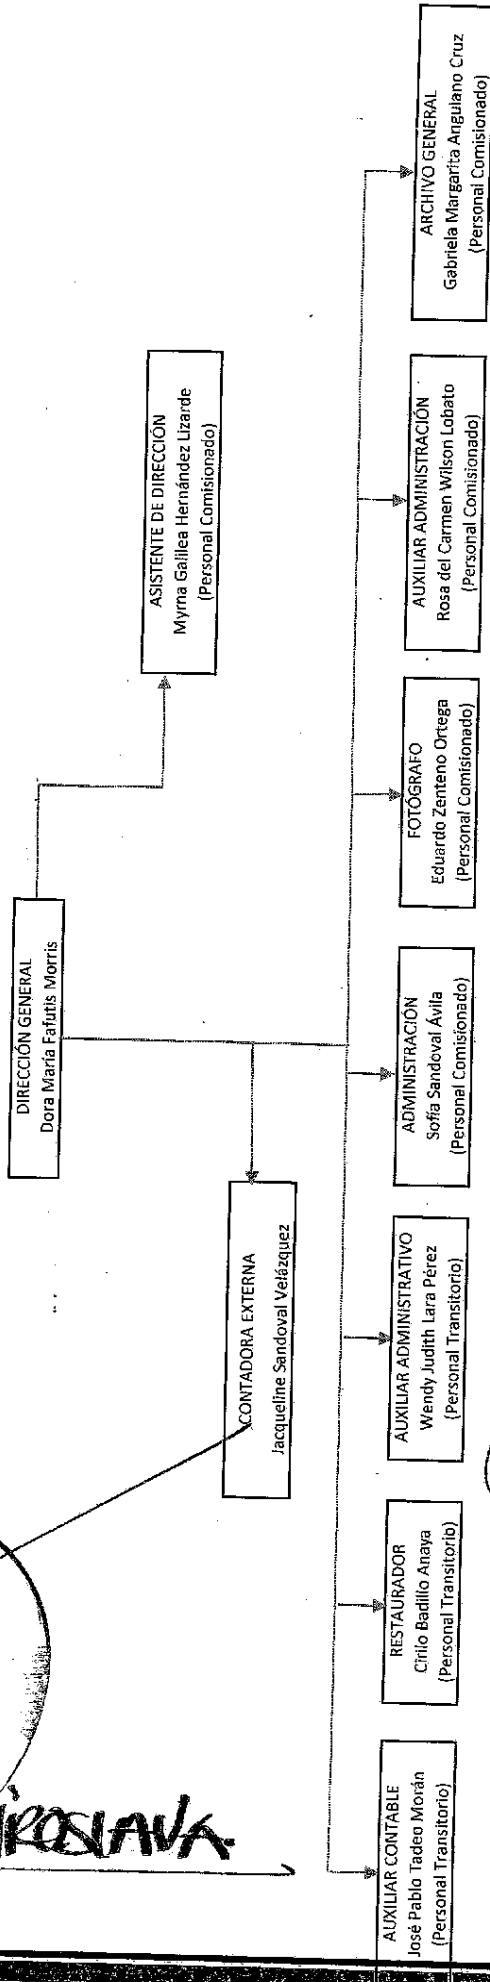 DIRECCIÓN GENERAL
Dora María Fafutis Morris
ASISTENTE DE DIRECCIÓN
Myrna Galilea Hernández Lizarde
(Personal Comisionado)
CONTADORA EXTERNA
Jacqueline Sandoval Velázquez
AUXILIAR CONTABLE
José Pablo Tadeo Morán
(Personal Transitorio)
RESTAURADOR
Cirilo Badillo Anaya
(Personal Transitorio)
AUXILIAR ADMINISTRATIVO
Wendy Judith Lara Pérez
(Personal Transitorio)
ADMINISTRACIÓN
Sofía Sandoval Ávila
(Personal Comisionado)
FOTÓGRAFO
Eduardo Zenteno Ortega
(Personal Comisionado)
AUXILIAR ADMINISTRACIÓN
Rosa del Carmen Wilson Lobato
(Personal Comisionado)
ARCHIVO GENERAL
Gabriela Margarita Angulano Cruz
(Personal Comisionado)